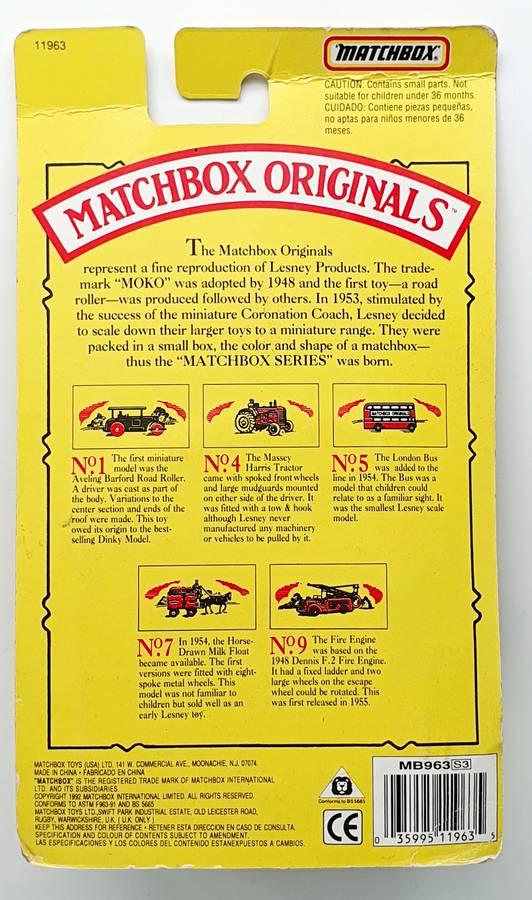 11963
MATCHBOX®
CAUTION: Contains small parts. Not
suitable for children under 36 months.
CUIDADO: Contiene piezas pequeñas,
no aptas para niños menores de 36
meses.
MATCHBOX ORIGINALS™
The Matchbox Originals
represent a fine reproduction of Lesney Products. The trade-
mark “MOKO” was adopted by 1948 and the first toy—a road
roller—was produced followed by others. In 1953, stimulated by
the success of the miniature Coronation Coach, Lesney decided
to scale down their larger toys to a miniature range. They were
packed in a small box, the color and shape of a matchbox—
thus the “MATCHBOX SERIES” was born.
No.1 The first miniature
model was the
Aveling Barford Road Roller.
A driver was cast as part of
the body. Variations to the
center section and ends of the
roof were made. This toy
owed its origin to the best-
selling Dinky Model.
No.4 The Massey
Harris Tractor
came with spoked front wheels
and large mudguards mounted
on either side of the driver. It
was fitted with a tow & hook
although Lesney never
manufactured any machinery
or vehicles to be pulled by it.
MATCHBOX ORIGINALS
No.5 The London Bus
was added to the
line in 1954. The Bus was a
model that children could
relate to as a familiar sight. It
was the smallest Lesney scale
model.
No.7 In 1954, the Horse-
Drawn Milk Float
became available. The first
versions were fitted with eight-
spoke metal wheels. This
model was not familiar to
children but sold well as an
early Lesney toy.
No.9 The Fire Engine
was based on the
1948 Dennis F.2 Fire Engine.
It had a fixed ladder and two
large wheels on the escape
wheel could be rotated. This
was first released in 1955.
MATCHBOX TOYS (USA) LTD. 141 W. COMMERCIAL AVE., MOONACHIE, N.J. 07074.
MADE IN CHINA • FABRICADO EN CHINA
"MATCHBOX" IS THE REGISTERED TRADE MARK OF MATCHBOX INTERNATIONAL
LTD. AND ITS SUBSIDIARIES.
COPYRIGHT 1992 MATCHBOX INTERNATIONAL LTD. ALL RIGHTS RESERVED.
CONFORMS TO ASTM F963-91 AND BS 5665
MATCHBOX TOYS LTD.,SWIFT PARK INDUSTRIAL ESTATE, OLD LEICESTER ROAD,
RUGBY, WARWICKSHIRE, U.K. ( U.K. ONLY )
KEEP THIS ADDRESS FOR REFERENCE • RETENER ESTA DIRECCION EN CASO DE CONSULTA.
SPECIFICATION AND COLOUR OF CONTENTS SUBJECT TO AMENDMENT.
LAS ESPECIFICACIONES Y LOS COLORES DEL CONTENIDO ESTANEXPUESTOS A CAMBIOS.
Conforms to BS5665
CE
MB963 S3
0 35995 11963 5